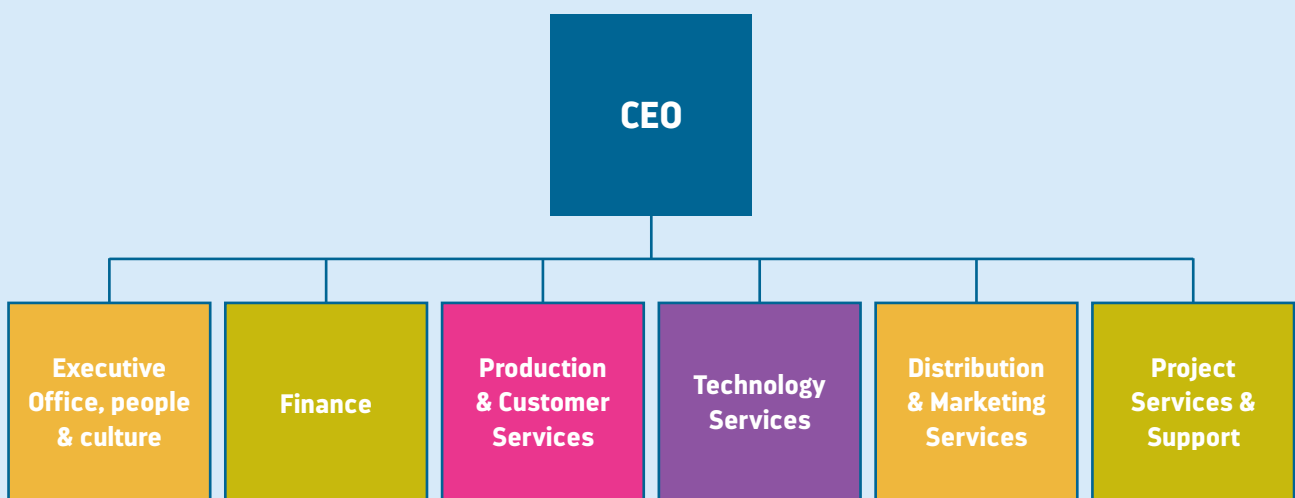 CEO
Executive
Office, people
& culture
Finance
Production
& Customer
Services
Technology
Services
Distribution
& Marketing
Services
Project
Services &
Support